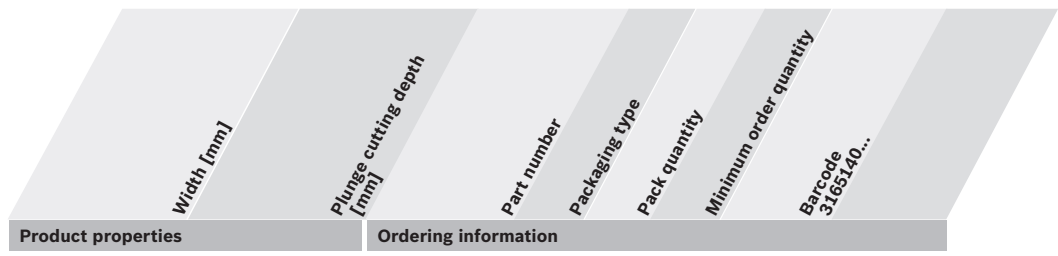 Width [mm]
Plunge cutting depth
[mm]
Part number
Packaging type
Pack quantity
Minimum order quantity
Barcode
3165140...
Product properties
Ordering information